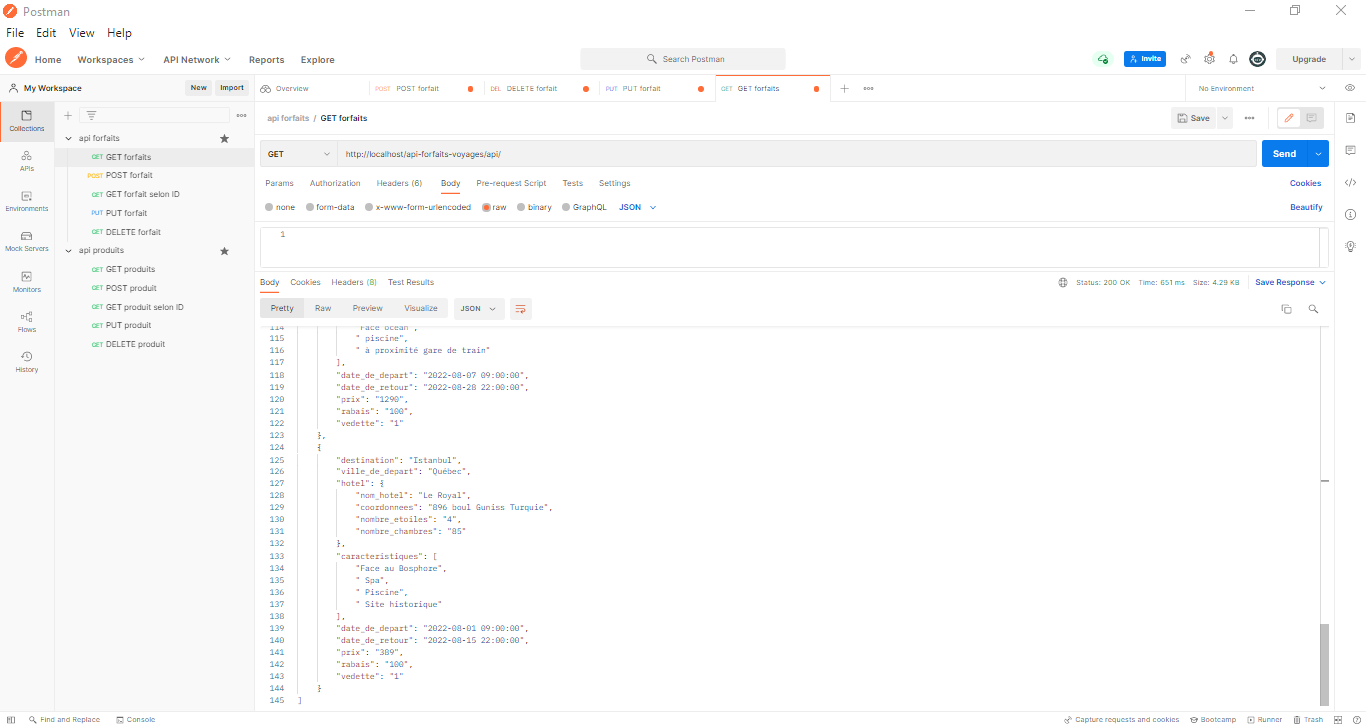 Postman
File Edit View Help
Home Workspaces API Network Reports Explore
Search Postman
Invite
Upgrade
My Workspace
New Import
Overview
POST POST forfait
DEL DELETE forfait
PUT PUT forfait
GET GET forfaits
No Environment
Collections
APIs
Environments
Mock Servers
Monitors
Flows
History
api forfaits
GET GET forfaits
POST POST forfait
GET GET forfait selon ID
PUT PUT forfait
GET DELETE forfait
api produits
GET GET produits
GET POST produit
GET GET produit selon ID
GET PUT produit
GET DELETE produit
api forfaits / GET forfaits
Save
GET http://localhost/api-forfaits-voyages/api/
Send
Params Authorization Headers (6) Body Pre-request Script Tests Settings
Cookies
none form-data x-www-form-urlencoded raw binary GraphQL JSON
Beautify
1
Body Cookies Headers (8) Test Results
Status: 200 OK Time: 651 ms Size: 4.29 KB Save Response
Pretty Raw Preview Visualize JSON
114 "Face ocean",
115 " piscine",
116 " à proximité gare de train"
117 ],
118 "date_de_depart": "2022-08-07 09:00:00",
119 "date_de_retour": "2022-08-28 22:00:00",
120 "prix": "1290",
121 "rabais": "100",
122 "vedette": "1"
123 },
124 {
125 "destination": "Istanbul",
126 "ville_de_depart": "Québec",
127 "hotel": {
128 "nom_hotel": "Le Royal",
129 "coordonnees": "896 boul Guniss Turquie",
130 "nombre_etoiles": "4",
131 "nombre_chambres": "85"
132 },
133 "caracteristiques": [
134 "Face au Bosphore",
135 " Spa",
136 " Piscine",
137 " Site historique"
138 ],
139 "date_de_depart": "2022-08-01 09:00:00",
140 "date_de_retour": "2022-08-15 22:00:00",
141 "prix": "389",
142 "rabais": "100",
143 "vedette": "1"
144 }
145 ]
Find and Replace Console
Capture requests and cookies Bootcamp Runner Trash